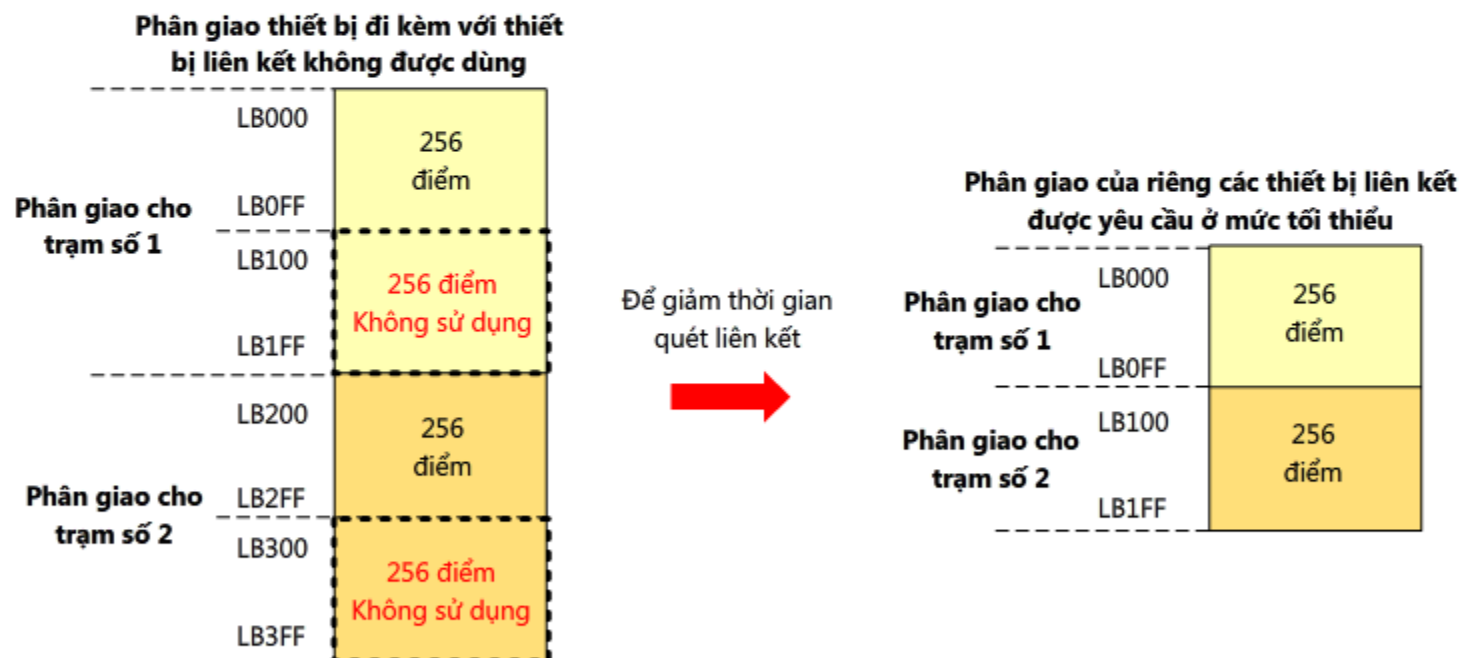 Phân giao thiết bị đi kèm với thiết
bị liên kết không được dùng
LB000
256
điểm
Phân giao cho
trạm số 1
LB0FF
LB100
256 điểm
Không sử dụng
LB1FF
LB200
256
điểm
Phân giao cho
trạm số 2
LB2FF
LB300
256 điểm
Không sử dụng
LB3FF
Để giảm thời gian
quét liên kết
Phân giao của riêng các thiết bị liên kết
được yêu cầu ở mức tối thiểu
LB000
256
điểm
Phân giao cho
trạm số 1
LB0FF
LB100
256
điểm
Phân giao cho
trạm số 2
LB1FF